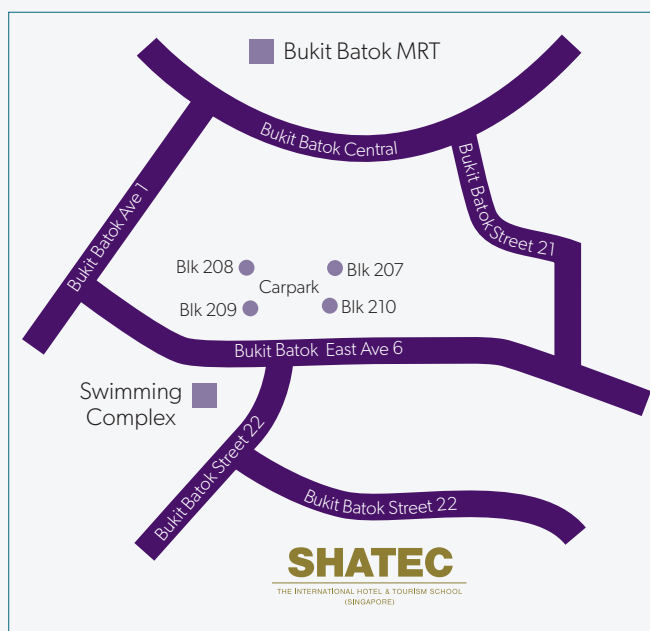 Bukit Batok MRT
Bukit Batok Central
Bukit Batok Ave 1
Bukit Batok Street 21
Blk 208
Blk 207
Carpark
Blk 209
Blk 210
Bukit Batok East Ave 6
Swimming
Complex
Bukit Batok Street 22
Bukit Batok Street 22
SHATEC
THE INTERNATIONAL HOTEL & TOURISM SCHOOL
(SINGAPORE)